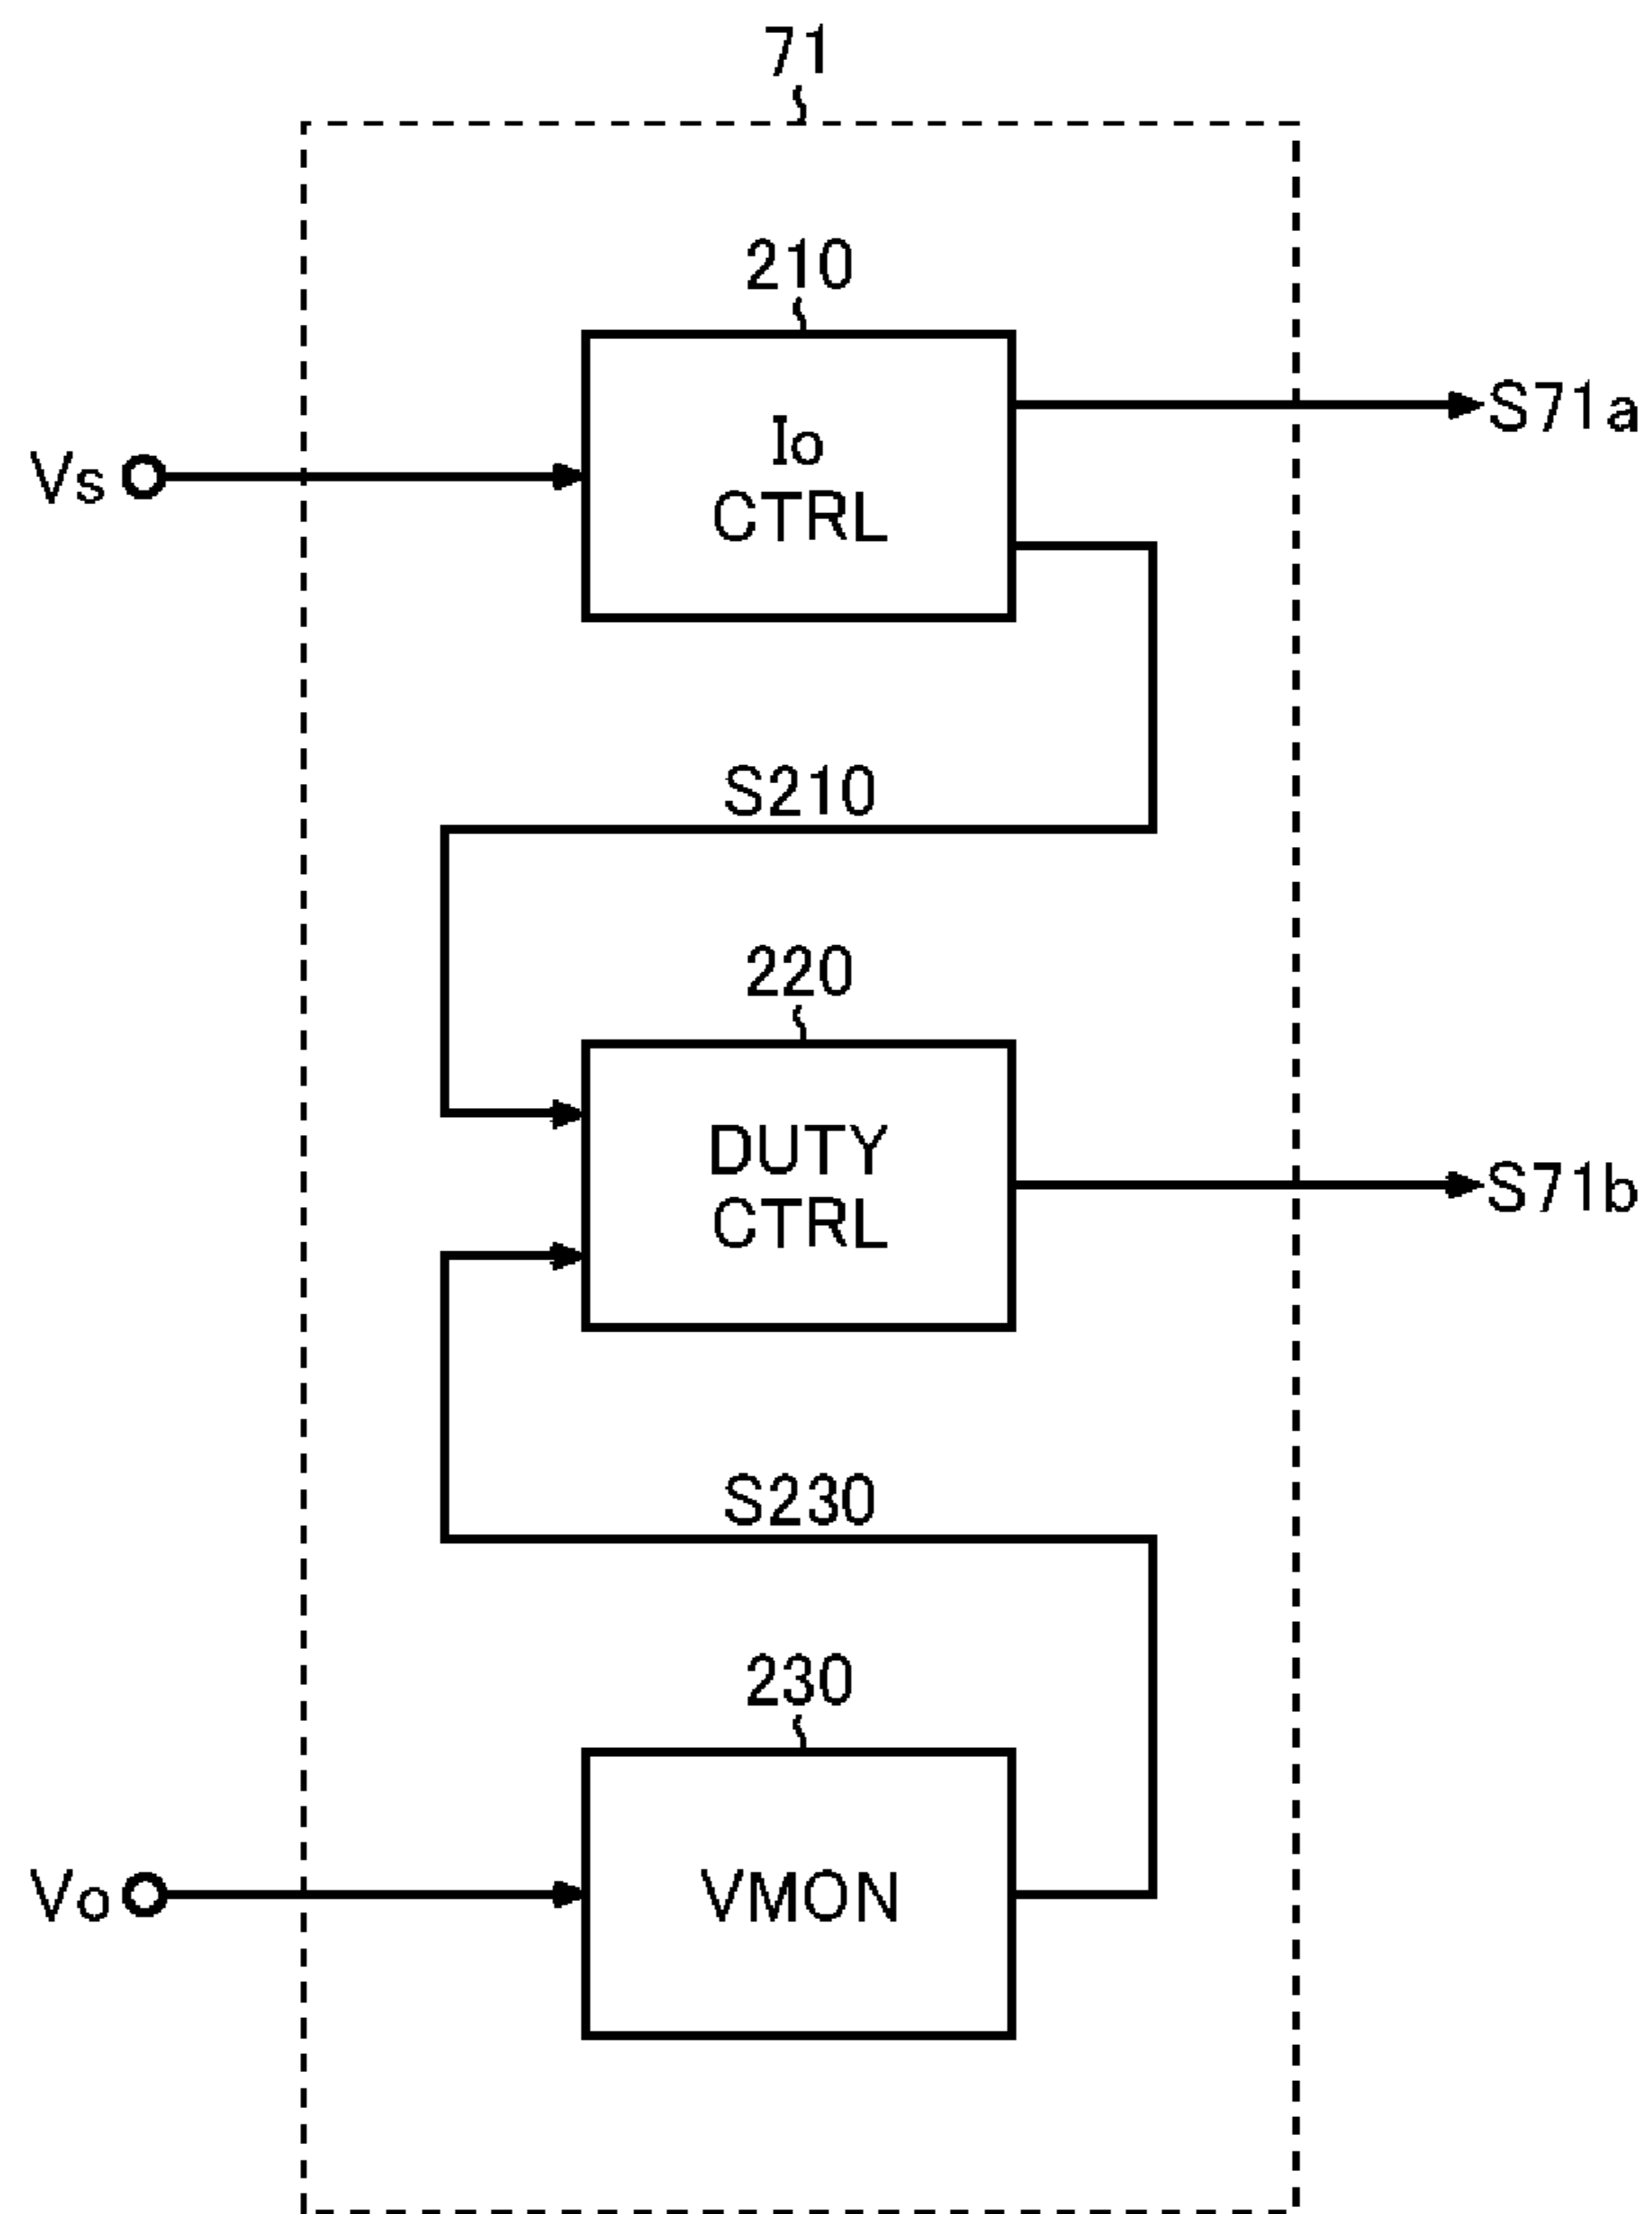 71
210
Vs
Io
CTRL
S71a
S210
220
DUTY
CTRL
S71b
S230
230
Vo
VMON